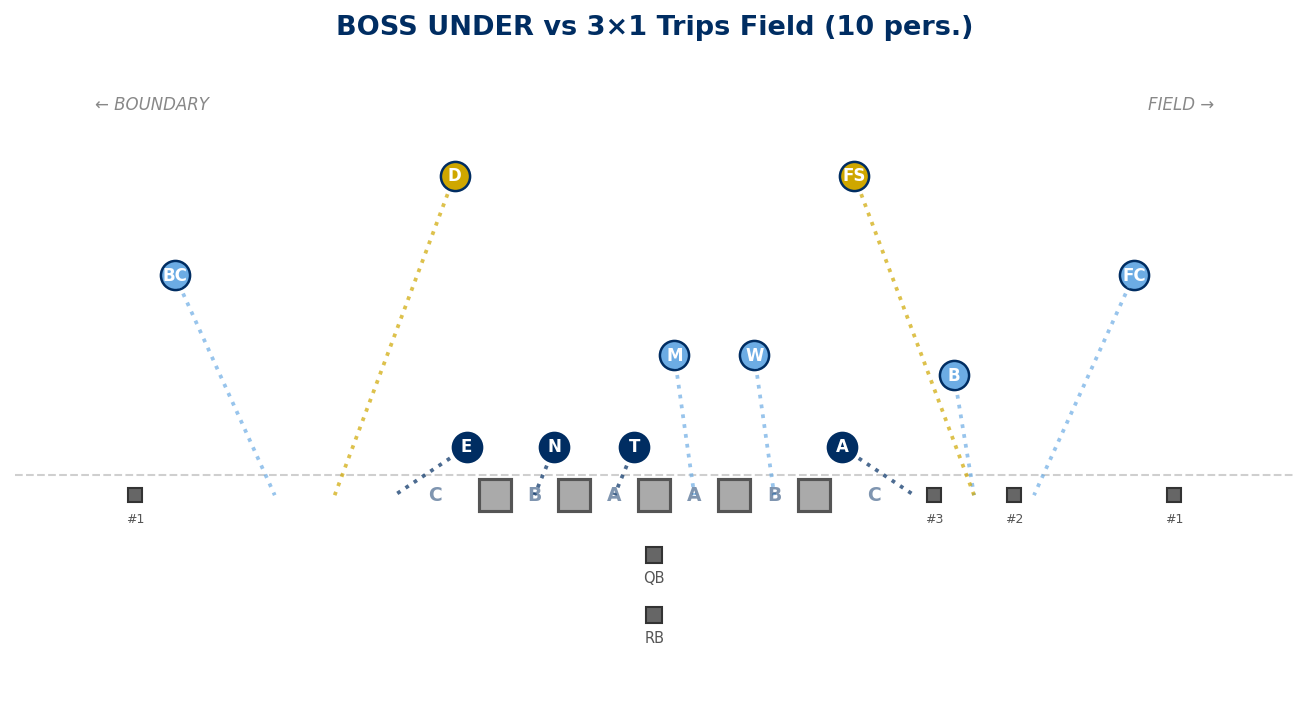 BOSS UNDER vs 3×1 Trips Field (10 pers.)
← BOUNDARY
FIELD →
D
FS
BC
FC
M
W
B
E
N
T
A
C
B
A
A
B
C
#1
#3
#2
#1
QB
RB